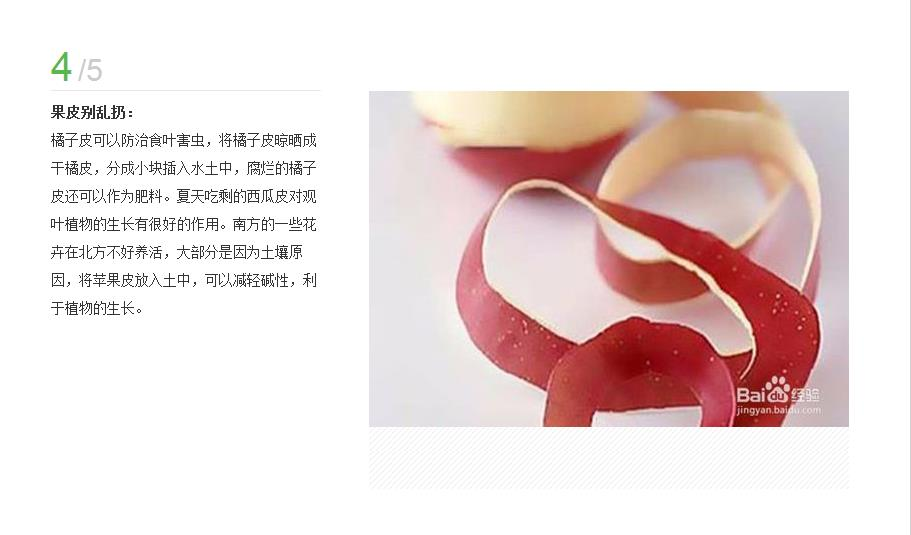 4 /5
果皮别乱扔：
橘子皮可以防治食叶害虫，将橘子皮晾晒成
干橘皮，分成小块插入水土中，腐烂的橘子
皮还可以作为肥料。夏天吃剩的西瓜皮对观
叶植物的生长有很好的作用。南方的一些花
卉在北方不好养活，大部分是因为土壤原
因，将苹果皮放入土中，可以减轻碱性，利
于植物的生长。
Baidu经验
jingyan.baidu.com